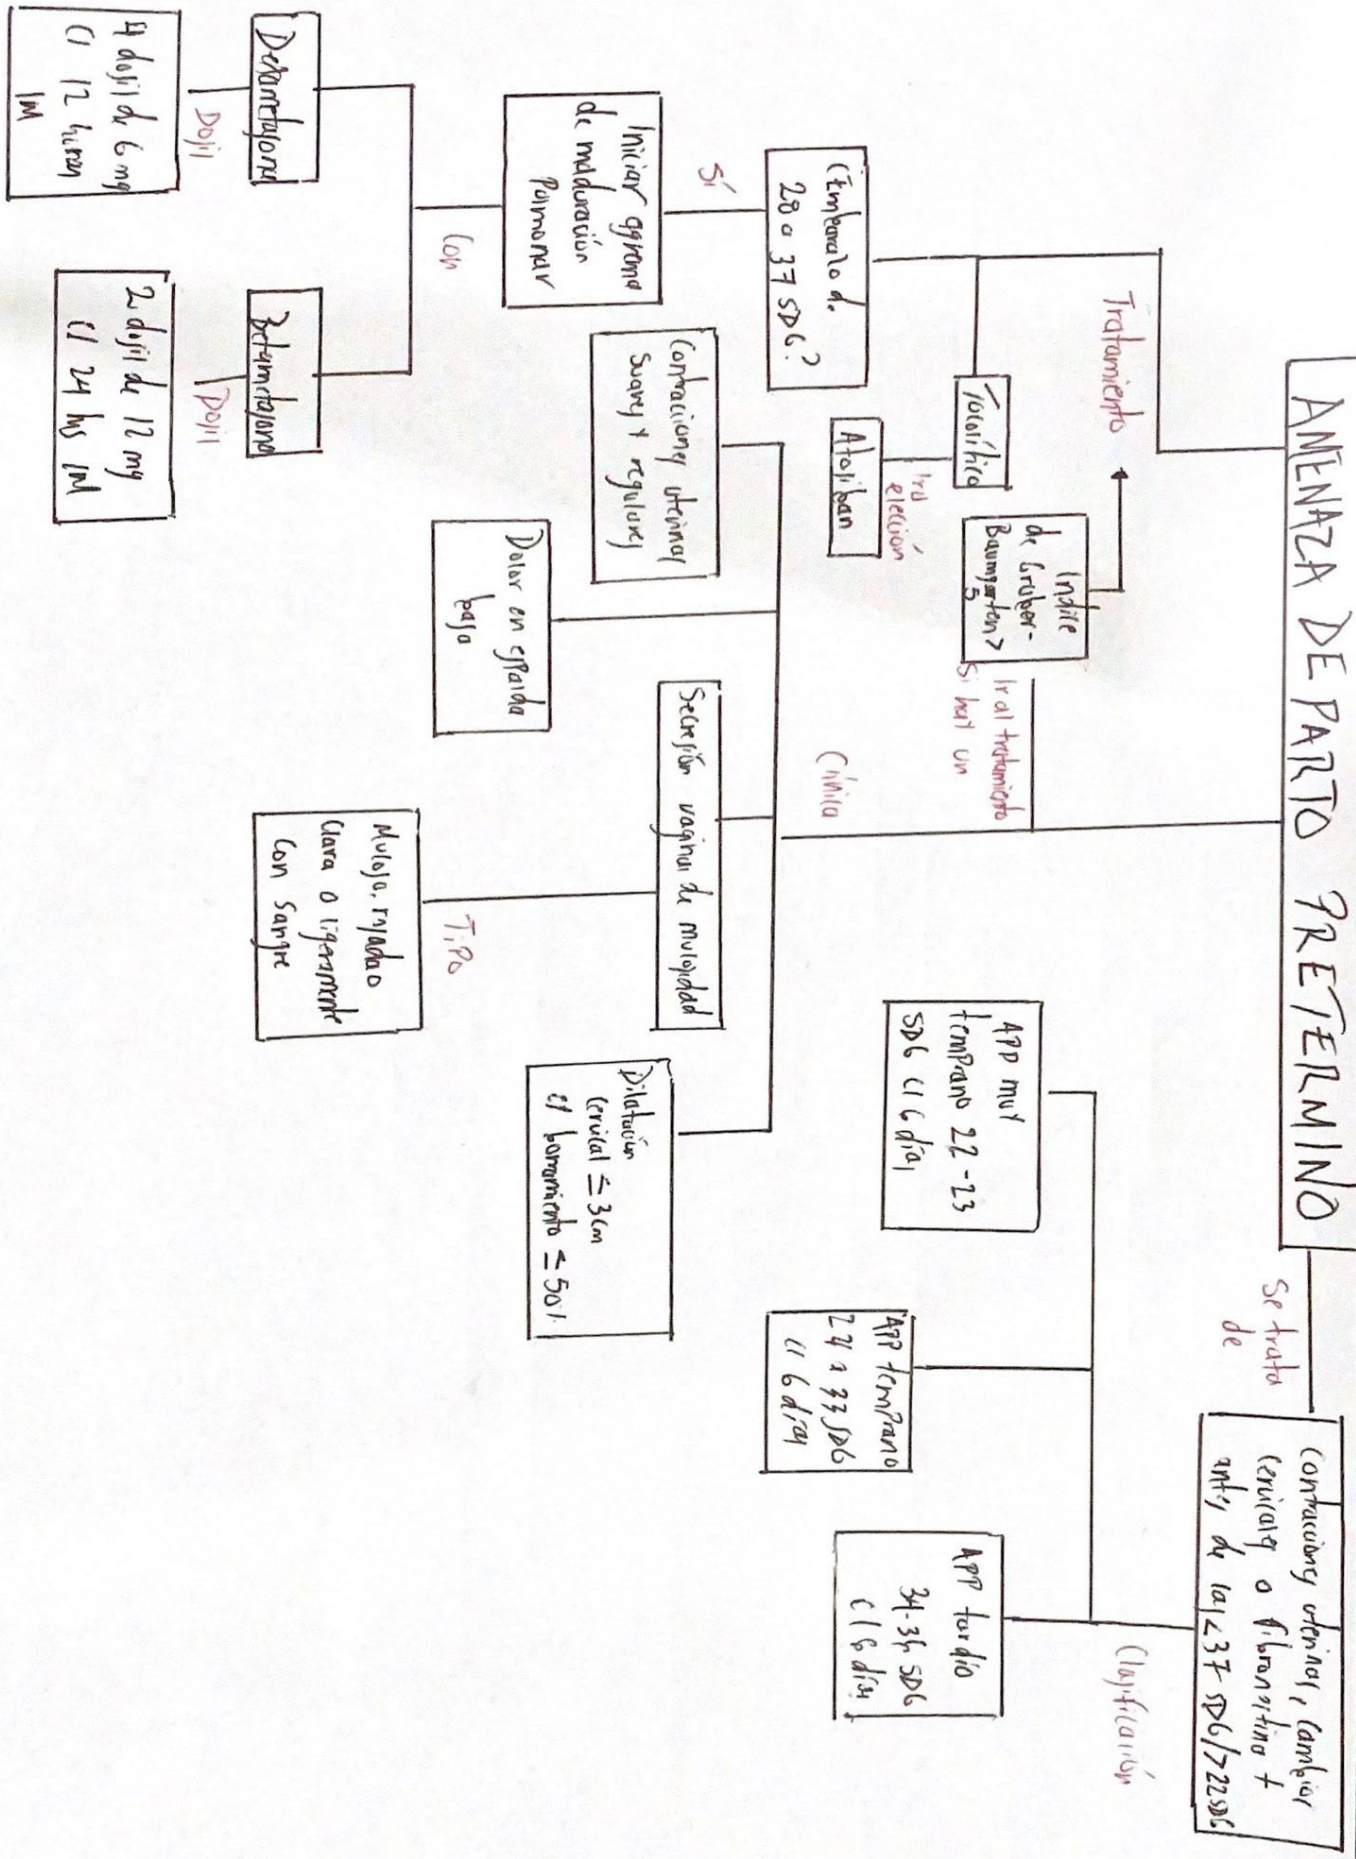 AMENAZA DE PARTO PRETERMINO
Se trata
de
Contracciones uterinas, cambios
cervicales o fibronectina +
antes de las <37 SDG/>22SDG
Clasificación
APP muy
temprano 22-23
SDG c/ 6 días
APP temprano
24 a 33 SDG
c/ 6 días
APP tardío
34-36 SDG
c/ 6 días
Tratamiento
Índice
de Gruber-
Baumgarten>
5
Ir al tratamiento
si hay un
Tocolítico
1ra
elección
Atosiban
¿Embarazo de
28 a 37 SDG?
Sí
Iniciar qqrema
de maduración
Pulmonar
Con
Dexametasona
Dosis
4 dosis de 6 mg
c/ 12 horas
IM
Betametasona
Dosis
2 dosis de 12 mg
c/ 24 hrs IM
Clínica
Contracciones uterinas
suaves y regulares
Dolor en espalda
baja
Secreción vaginal de mucosidad
Tipo
Mucosa, rosada o
clara o ligeramente
con sangre
Dilatación
cervical ≤ 3cm
c/ borramiento ≤ 50%